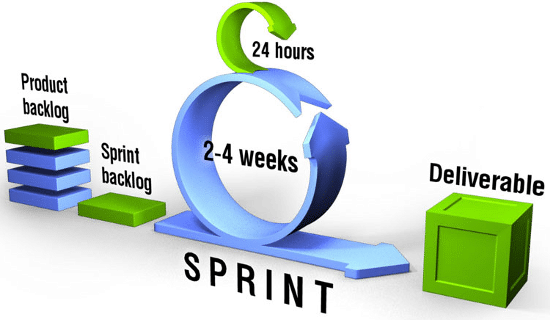 24 hours
Product
backlog
Sprint
backlog
2-4 weeks
Deliverable
SPRINT